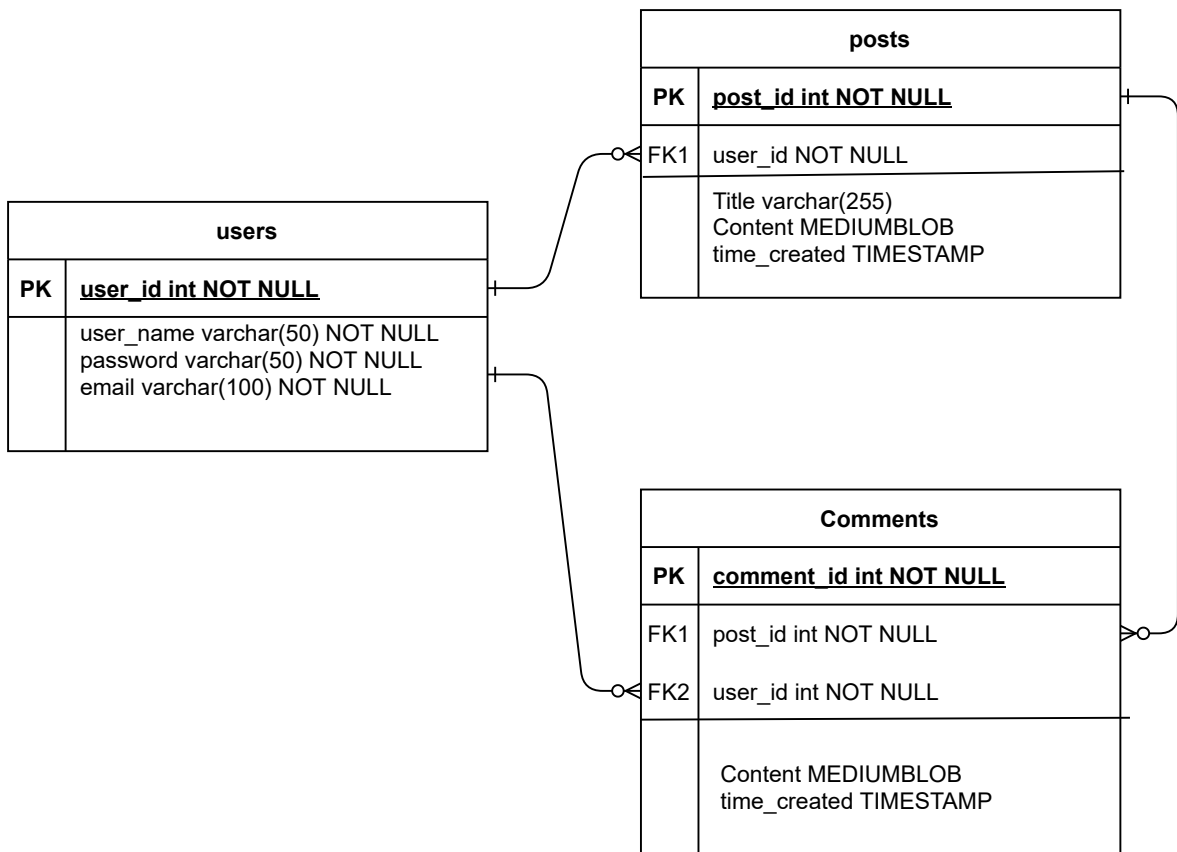 posts
PK post_id int NOT NULL
FK1 user_id NOT NULL
Title varchar(255)
Content MEDIUMBLOB
time_created TIMESTAMP
users
PK user_id int NOT NULL
user_name varchar(50) NOT NULL
password varchar(50) NOT NULL
email varchar(100) NOT NULL
Comments
PK comment_id int NOT NULL
FK1 post_id int NOT NULL
FK2 user_id int NOT NULL
Content MEDIUMBLOB
time_created TIMESTAMP